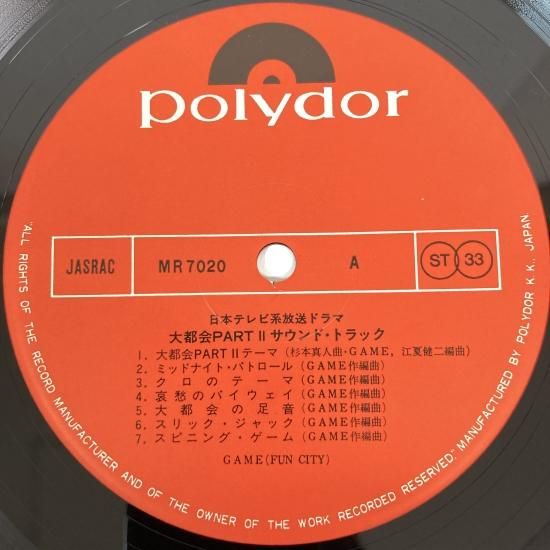 polydor
JASRAC MR7020 A ST 33
日本テレビ系放送ドラマ
大都会PARTⅡサウンド・トラック
1. 大都会PARTⅡテーマ (杉本真人曲・GAME, 江夏健二編曲)
2. ミッドナイト・パトロール (GAME作編曲)
3. クロのテーマ (GAME作編曲)
4. 哀愁のバイウェイ (GAME作編曲)
5. 大都会の足音 (GAME作編曲)
6. スリック・ジャック (GAME作編曲)
7. スピニング・ゲーム (GAME作編曲)
GAME(FUN CITY)
"ALL RIGHTS OF THE RECORD MANUFACTURER AND OF THE OWNER OF THE WORK RECORDED RESERVED." MANUFACTURED BY POLYDOR K.K., JAPAN.